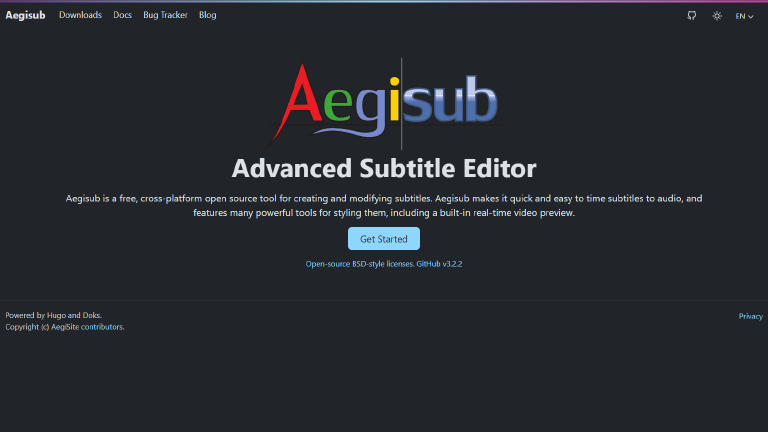 Aegisub Downloads Docs Bug Tracker Blog EN
Aegisub
Advanced Subtitle Editor
Aegisub is a free, cross-platform open source tool for creating and modifying subtitles. Aegisub makes it quick and easy to time subtitles to audio, and
features many powerful tools for styling them, including a built-in real-time video preview.
Get Started
Open-source BSD-style licenses. GitHub v3.2.2
Powered by Hugo and Doks. Privacy
Copyright (c) AegiSite contributors.